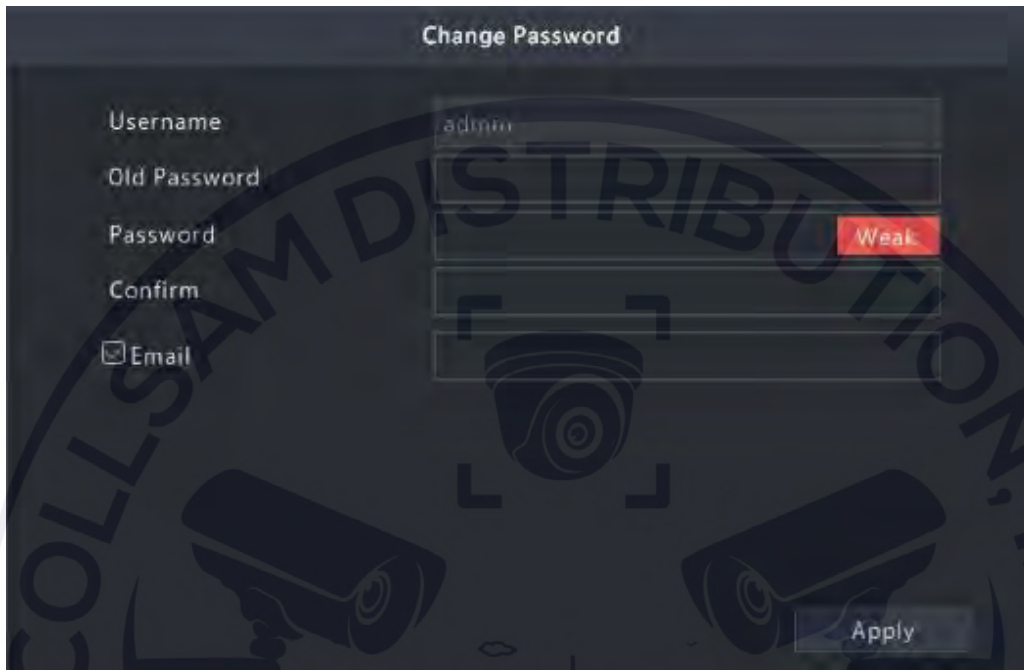 Change Password
Username admin
Old Password
Password Weak
Confirm
Email
Apply
COLLSAM DISTRIBUTION,